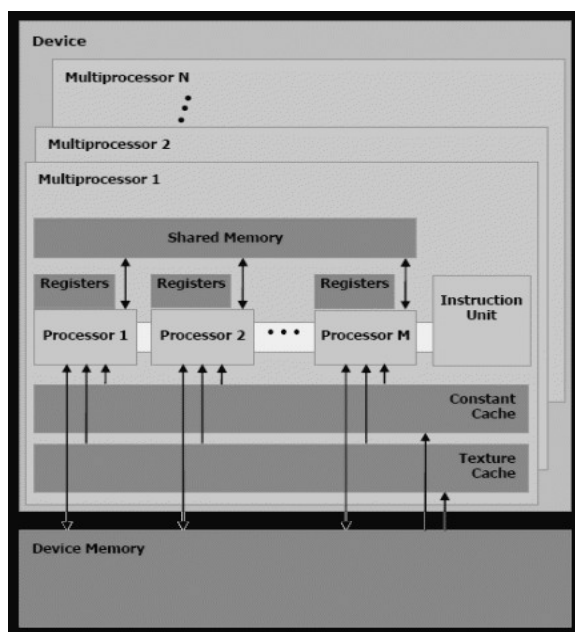 Device
Multiprocessor N
Multiprocessor 2
Multiprocessor 1
Shared Memory
Registers
Registers
Registers
Processor 1
Processor 2
Processor M
Instruction
Unit
Constant
Cache
Texture
Cache
Device Memory